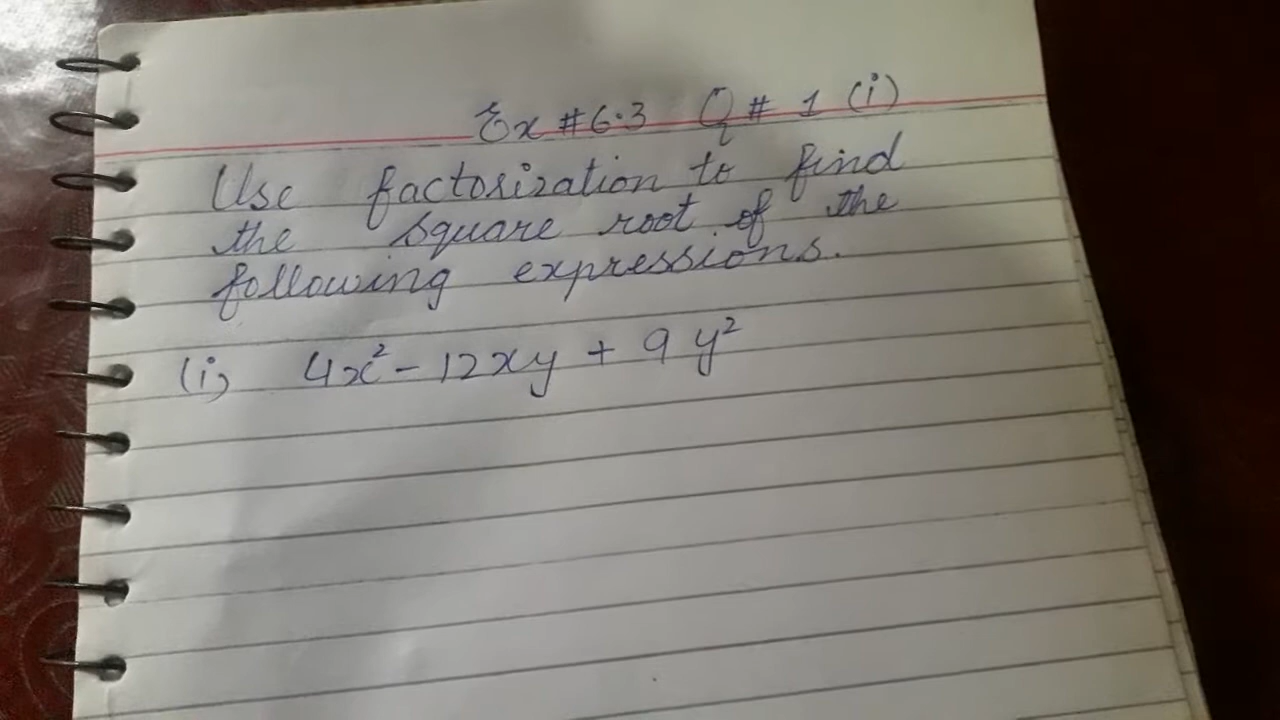 Ex # 6.3 Q # 1 (i)
Use factorization to find
the square root of the
following expressions.
(i) 4x² - 12xy + 9y²